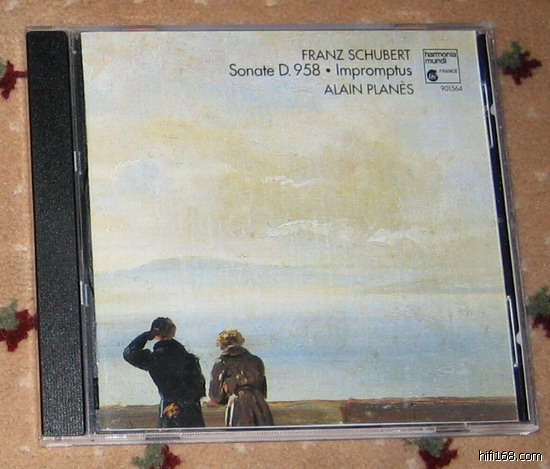 FRANZ SCHUBERT
Sonate D. 958 • Impromptus
ALAIN PLANÈS
harmonia
mundi
FRANCE
901564
hifi168.com